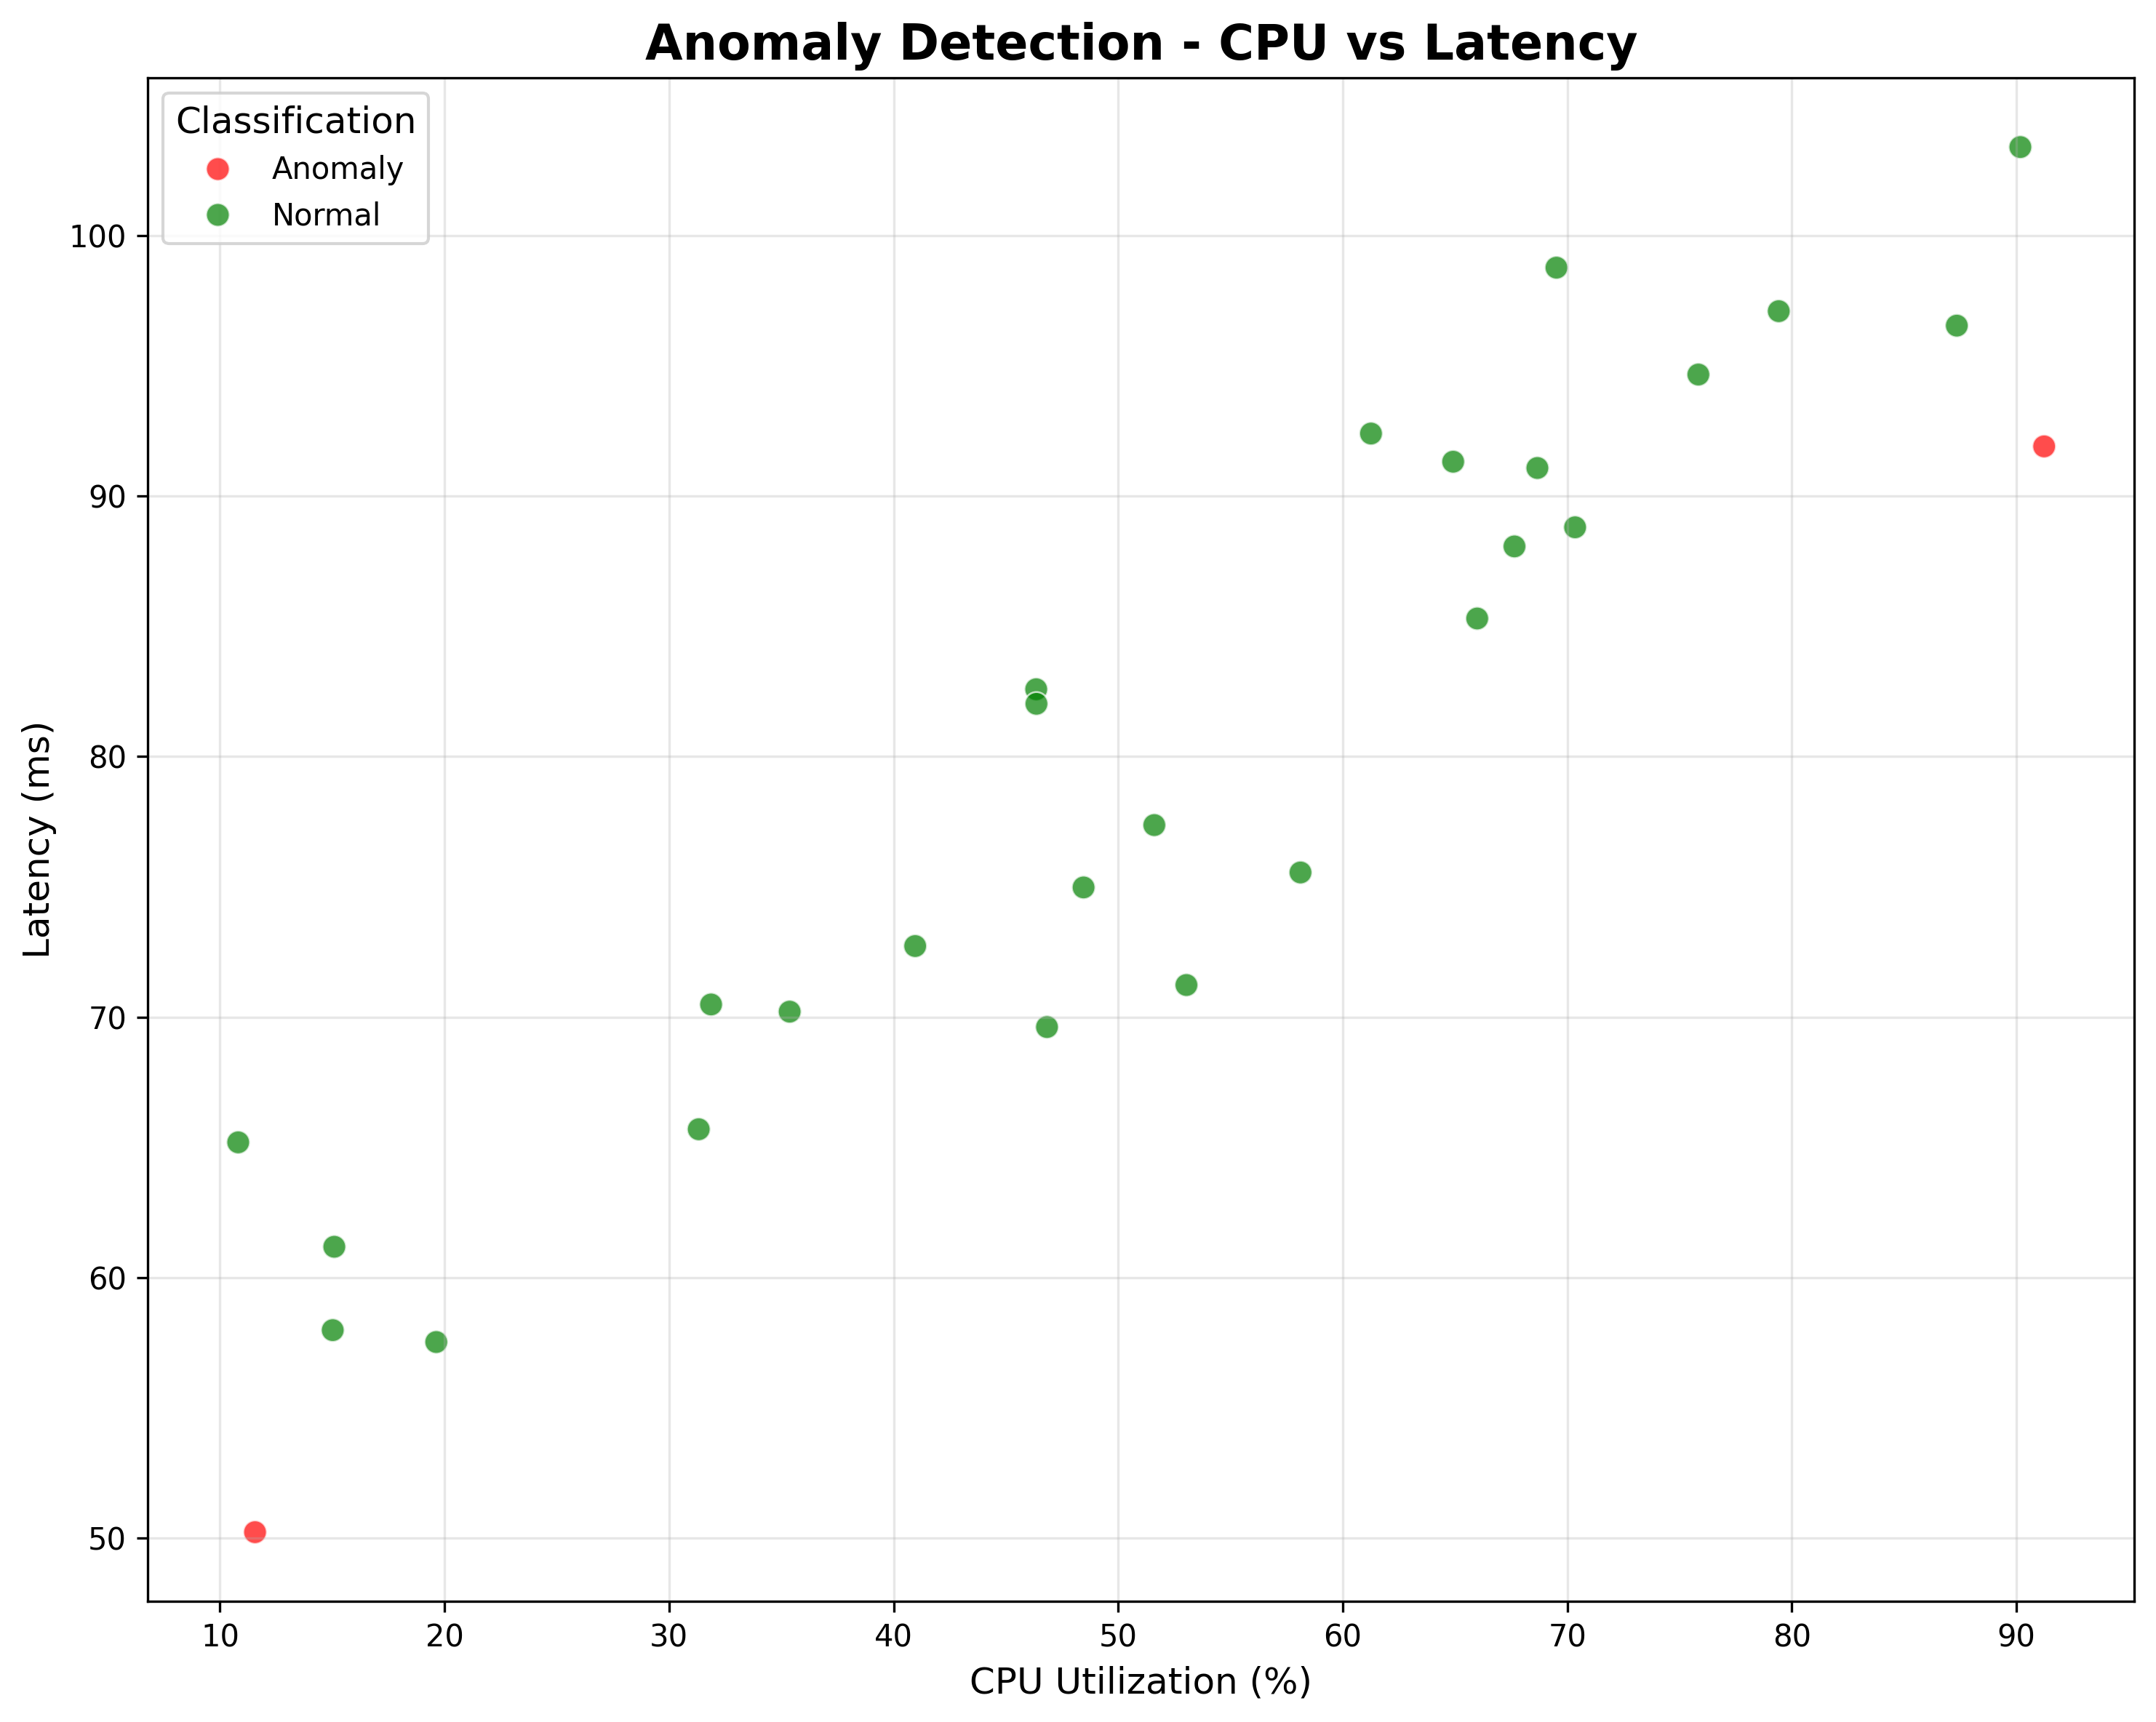 Anomaly Detection - CPU vs Latency
Classification
Anomaly
Normal
100
90
80
70
60
50
Latency (ms)
10 20 30 40 50 60 70 80 90
CPU Utilization (%)